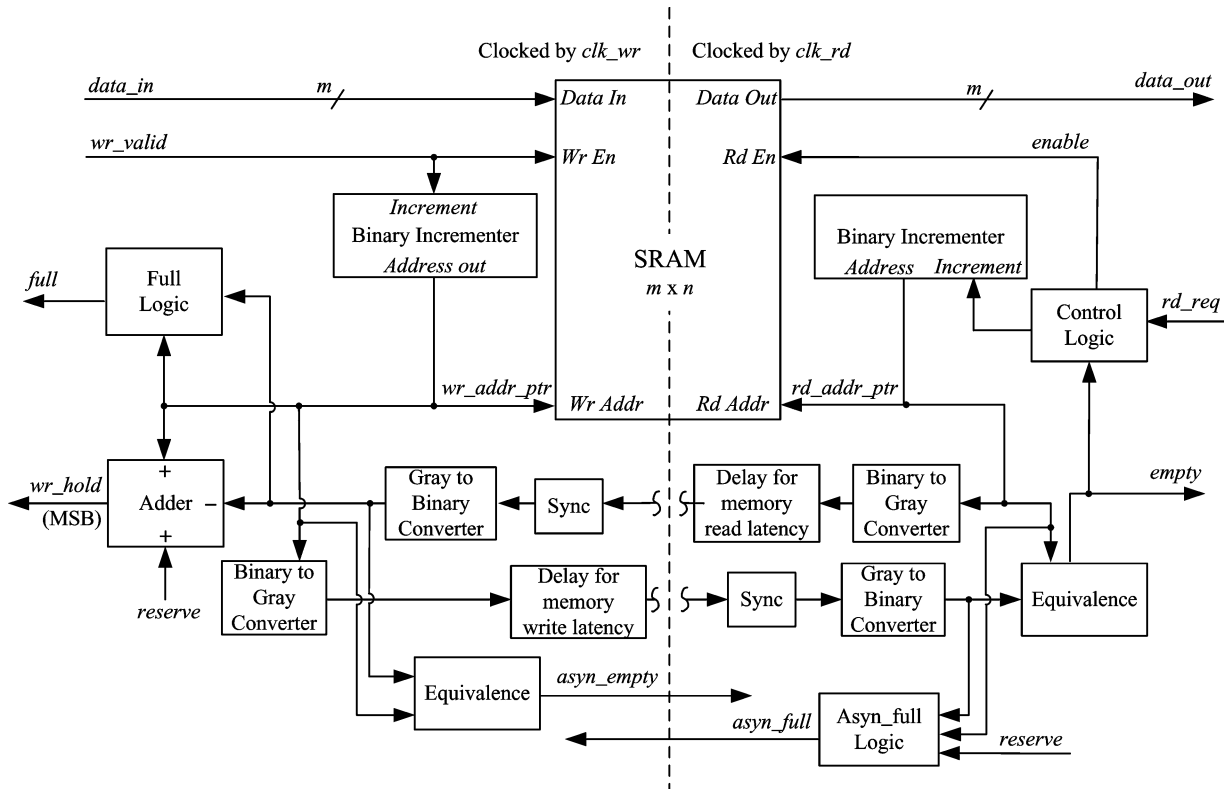 Clocked by clk_wr
Clocked by clk_rd
data_in
m
Data In
Data Out
m
data_out
wr_valid
Wr En
Rd En
enable
Increment
Binary Incrementer
Address out
SRAM
m x n
Binary Incrementer
Address Increment
Full
Logic
full
Control
Logic
rd_req
wr_addr_ptr
Wr Addr
Rd Addr
rd_addr_ptr
+
Adder
–
+
wr_hold
(MSB)
reserve
Gray to
Binary
Converter
Sync
Delay for
memory
read latency
Binary to
Gray
Converter
empty
Binary to
Gray
Converter
Delay for
memory
write latency
Sync
Gray to
Binary
Converter
Equivalence
Equivalence
asyn_empty
asyn_full
Asyn_full
Logic
reserve